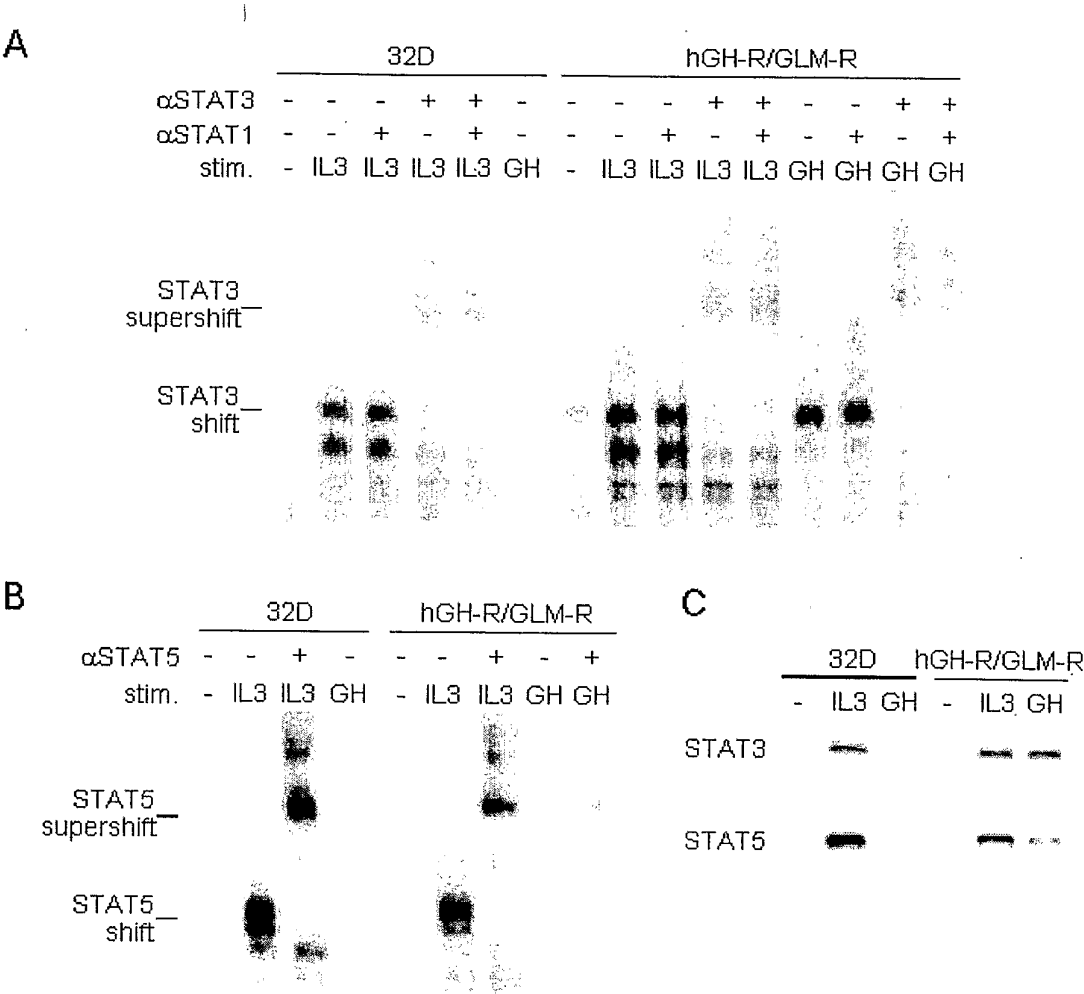 A
32D hGH-R/GLM-R
αSTAT3 - - - + + - - - - + + - - + +
αSTAT1 - - + - + - - - + - + - + - +
stim. - IL3 IL3 IL3 IL3 GH - IL3 IL3 IL3 IL3 GH GH GH GH
STAT3
supershift
STAT3
shift
B
32D hGH-R/GLM-R
αSTAT5 - - + - - - + - +
stim. - IL3 IL3 GH - IL3 IL3 GH GH
STAT5
supershift
STAT5
shift
C
32D hGH-R/GLM-R
- IL3 GH - IL3 GH
STAT3
STAT5